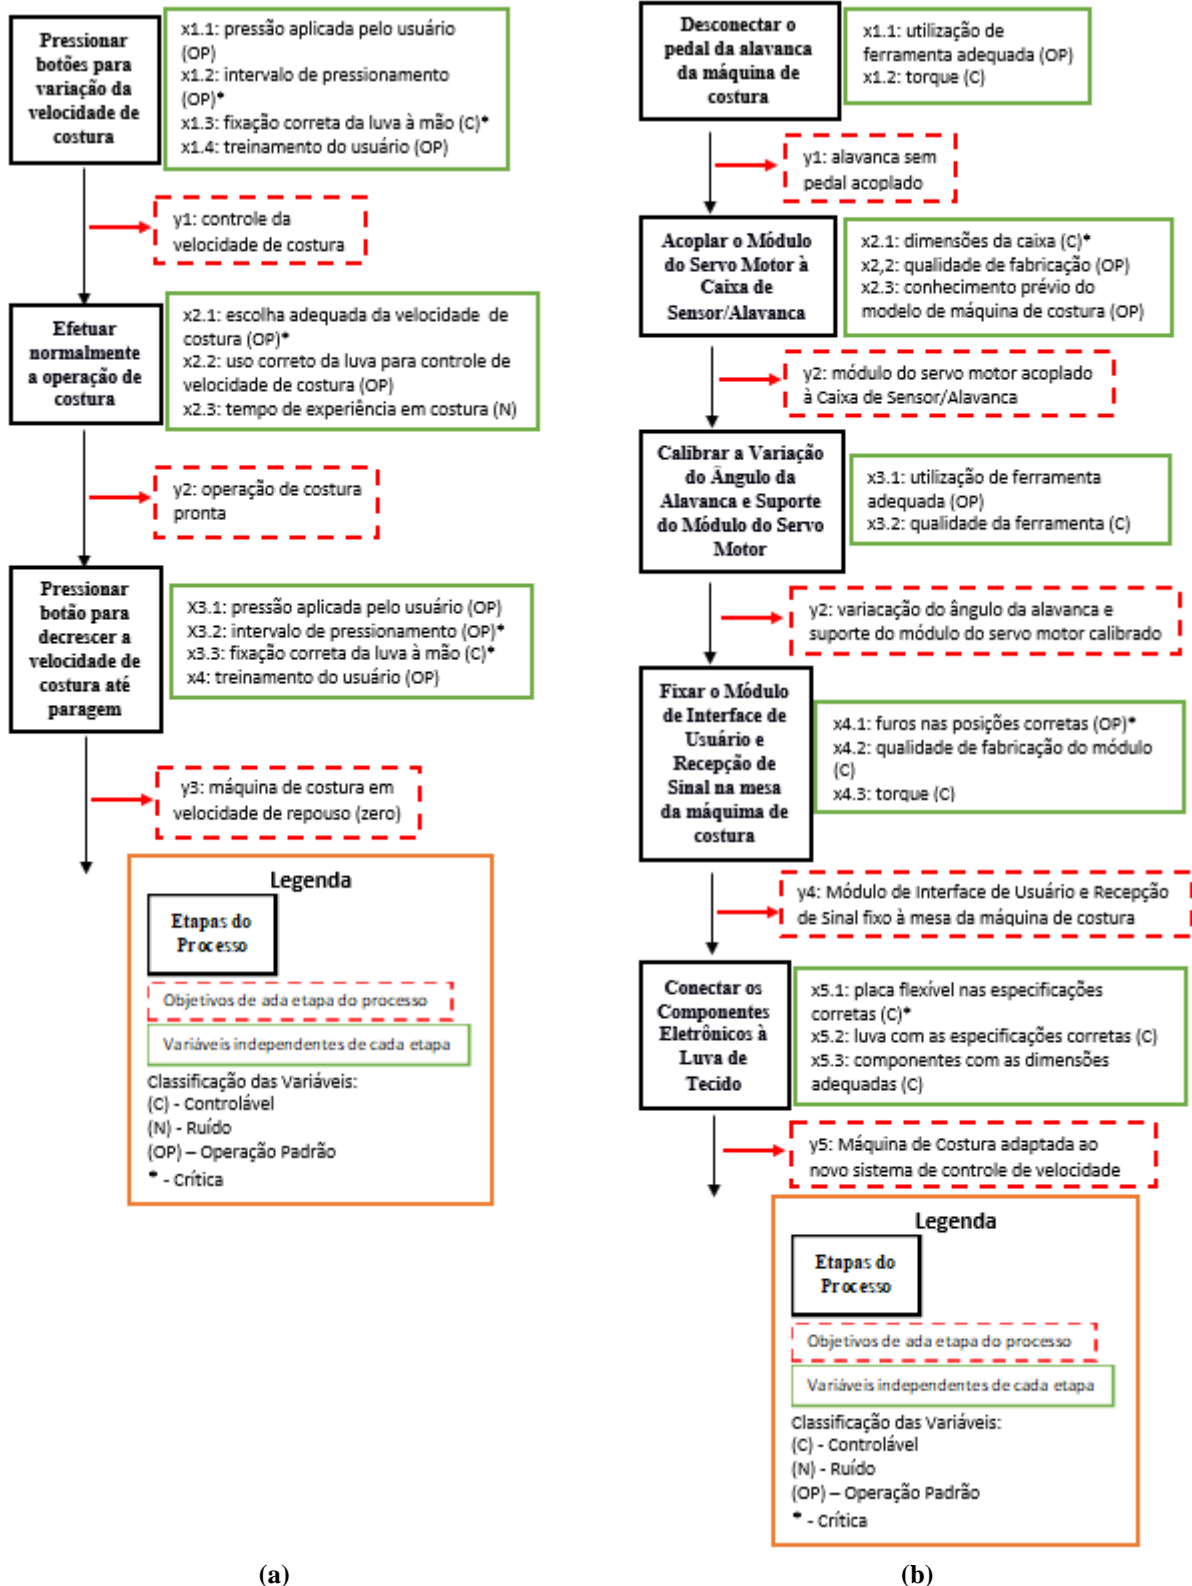 Pressionar
botões para
variação da
velocidade de
costura
x1.1: pressão aplicada pelo usuário
(OP)
x1.2: intervalo de pressionamento
(OP)*
x1.3: fixação correta da luva à mão (C)*
x1.4: treinamento do usuário (OP)
y1: controle da
velocidade de costura
Efetuar
normalmente
a operação de
costura
x2.1: escolha adequada da velocidade de
costura (OP)*
x2.2: uso correto da luva para controle de
velocidade de costura (OP)
x2.3: tempo de experiência em costura (N)
y2: operação de costura
pronta
Pressionar
botão para
decrescer a
velocidade de
costura até
paragem
X3.1: pressão aplicada pelo usuário (OP)
X3.2: intervalo de pressionamento (OP)*
x3.3: fixação correta da luva à mão (C)*
x4: treinamento do usuário (OP)
y3: máquina de costura em
velocidade de repouso (zero)
Legenda
Etapas do
Processo
Objetivos de ada etapa do processo
Variáveis independentes de cada etapa
Classificação das Variáveis:
(C) - Controlável
(N) - Ruído
(OP) – Operação Padrão
* - Crítica
(a)
Desconectar o
pedal da alavanca
da máquina de
costura
x1.1: utilização de
ferramenta adequada (OP)
x1.2: torque (C)
y1: alavanca sem
pedal acoplado
Acoplar o Módulo
do Servo Motor à
Caixa de
Sensor/Alavanca
x2.1: dimensões da caixa (C)*
x2,2: qualidade de fabricação (OP)
x2.3: conhecimento prévio do
modelo de máquina de costura (OP)
y2: módulo do servo motor acoplado
à Caixa de Sensor/Alavanca
Calibrar a Variação
do Ângulo da
Alavanca e Suporte
do Módulo do Servo
Motor
x3.1: utilização de ferramenta
adequada (OP)
x3.2: qualidade da ferramenta (C)
y2: variacação do ângulo da alavanca e
suporte do módulo do servo motor calibrado
Fixar o Módulo
de Interface de
Usuário e
Recepção de
Sinal na mesa
da máquima de
costura
x4.1: furos nas posições corretas (OP)*
x4.2: qualidade de fabricação do módulo
(C)
x4.3: torque (C)
y4: Módulo de Interface de Usuário e Recepção
de Sinal fixo à mesa da máquina de costura
Conectar os
Componentes
Eletrônicos à
Luva de
Tecido
x5.1: placa flexível nas especificações
corretas (C)*
x5.2: luva com as especificações corretas (C)
x5.3: componentes com as dimensões
adequadas (C)
y5: Máquina de Costura adaptada ao
novo sistema de controle de velocidade
Legenda
Etapas do
Processo
Objetivos de ada etapa do processo
Variáveis independentes de cada etapa
Classificação das Variáveis:
(C) - Controlável
(N) - Ruído
(OP) – Operação Padrão
* - Crítica
(b)